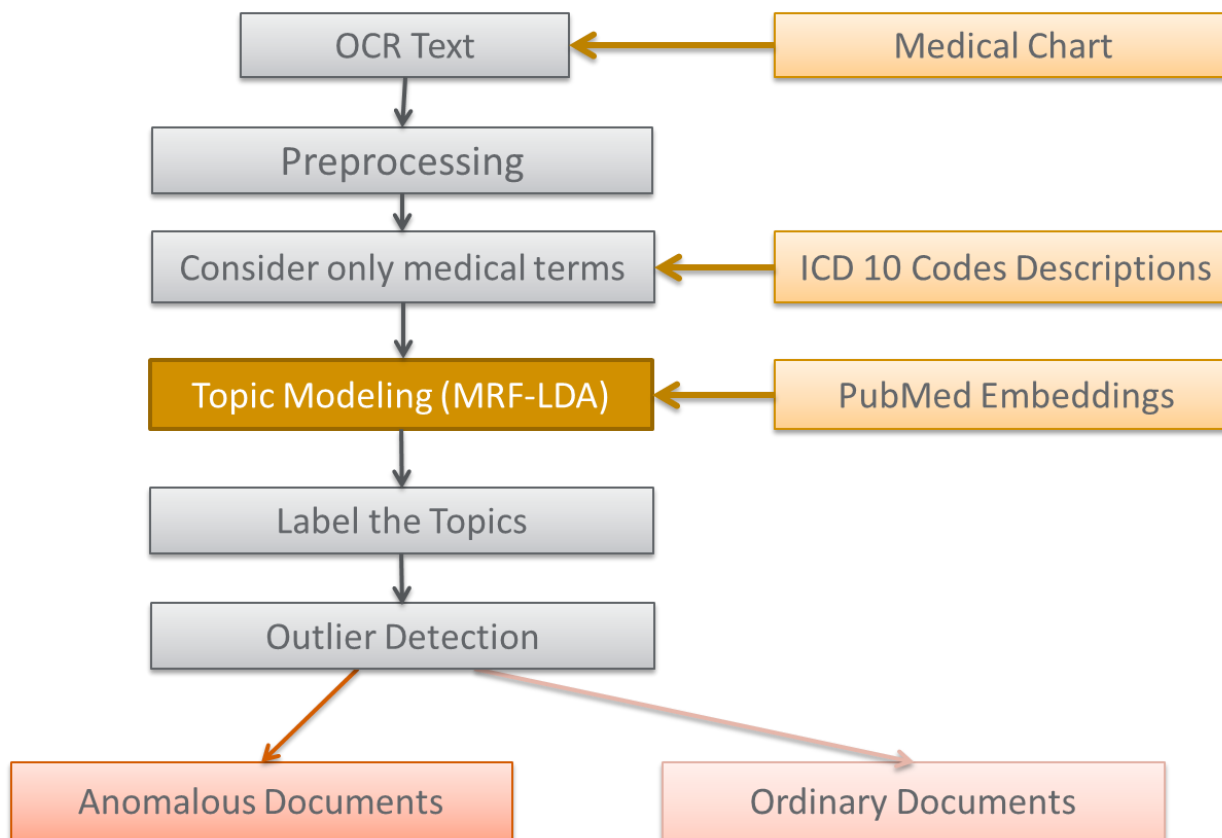 OCR Text
Medical Chart
Preprocessing
Consider only medical terms
ICD 10 Codes Descriptions
Topic Modeling (MRF-LDA)
PubMed Embeddings
Label the Topics
Outlier Detection
Anomalous Documents
Ordinary Documents